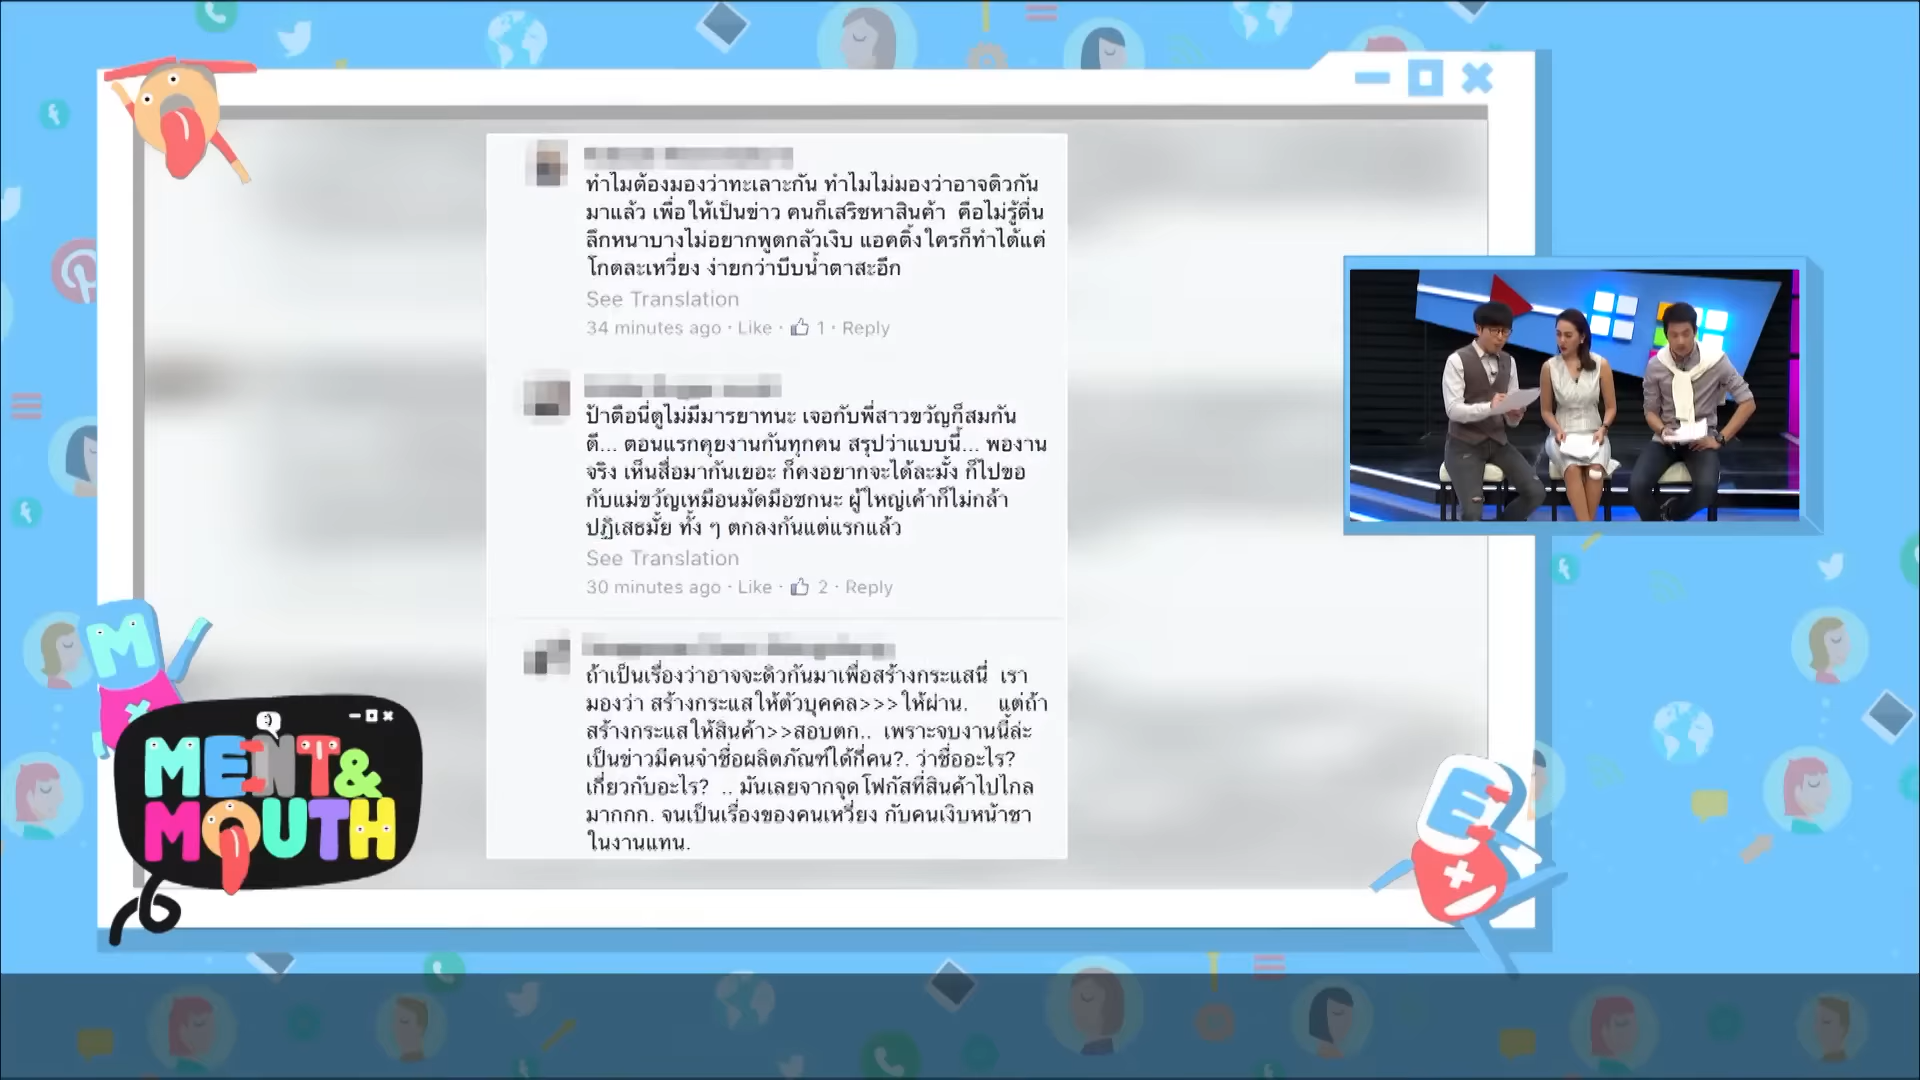 ทำไมต้องมองว่าทะเลาะกัน ทำไมไม่มองว่าอาจติวกัน
มาแล้ว เพื่อให้เป็นข่าว คนก็เสริชหาสินค้า คือไม่รู้ตื่น
ลึกหนาบางไม่อยากพูตกลัวเงิบ แอคติ้งใครก็ทำได้แค่
โกตละเหวี่ยง ง่ายกว่าบีบน้ำตาสะอีก
See Translation
34 minutes ago · Like · 1 · Reply
ป้าตือนี่ดูไม่มีมารยาทนะ เจอกับพี่สาวขวัญก็สมกัน
ดี... ตอนแรกคุยงานกันทุกคน สรุปว่าแบบนี้... พองาน
จริง เห็นสื่อมากันเยอะ ก็คงอยากจะได้ละมั้ง ก็ไปขอ
กับแม่ขวัญเหมือนมัดมือชกนะ ผู้ใหญ่เค้าก็ไม่กล้า
ปฏิเสธมั้ย ทั้ง ๆ ตกลงกันแต่แรกแล้ว
See Translation
30 minutes ago · Like · 2 · Reply
ถ้าเป็นเรื่องว่าอาจจะติวกันมาเพื่อสร้างกระแสนี่ เรา
มองว่า สร้างกระแสให้ตัวบุคคล>>>ให้ผ่าน. แต่ถ้า
สร้างกระแสให้สินค้า>>สอบตก.. เพราะจบงานนี้ล่ะ
เป็นข่าวมีคนจำชื่อผลิตภัณฑ์ได้กี่คน?. ว่าชื่ออะไร?
เกี่ยวกับอะไร? .. มันเลยจากจุดโฟกัสที่สินค้าไปไกล
มากกก. จนเป็นเรื่องของคนเหวี่ยง กับคนเงิบหน้าชา
ในงานแทน.
MENT&
MOUTH